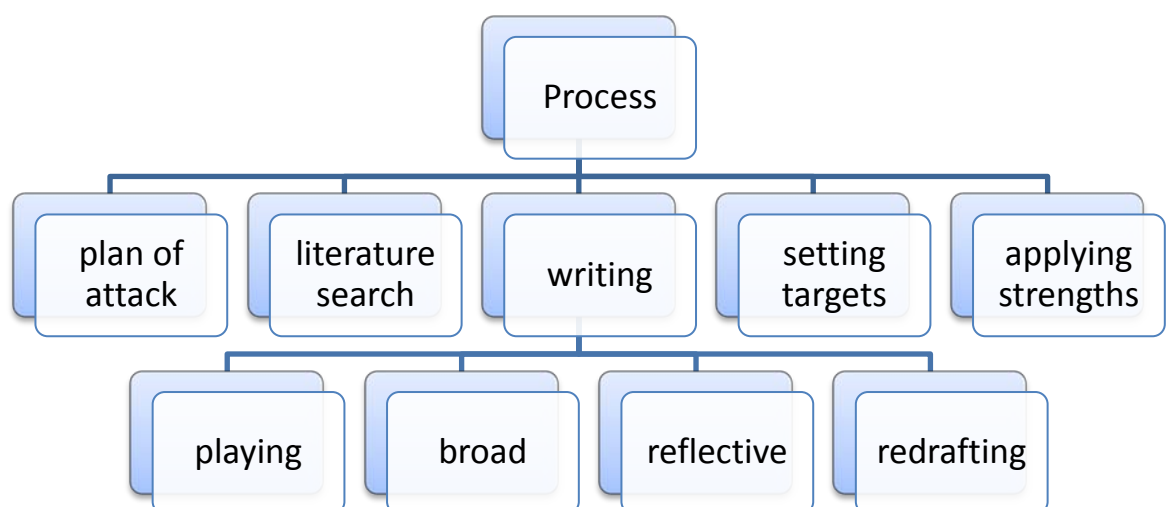 Process
plan of
attack
literature
search
writing
setting
targets
applying
strengths
playing
broad
reflective
redrafting